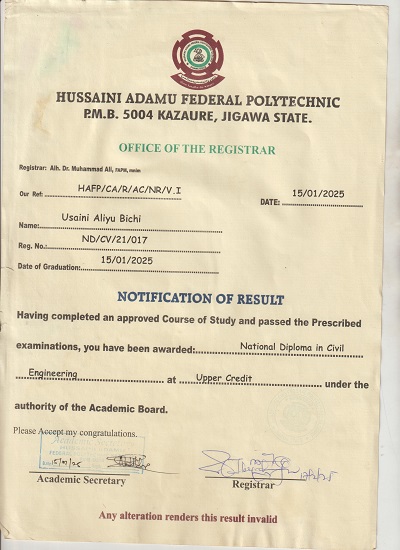 HUSSAINI ADAMU FEDERAL POLYTECHNIC
P.M.B. 5004 KAZAURE, JIGAWA STATE.
OFFICE OF THE REGISTRAR
Registrar: Alh. Dr. Muhammad Ali,
Our Ref: HAFP/CA/R/AC/NR/V.I
DATE: 15/01/2025
Name: Usaini Aliyu Bichi
Reg. No.: ND/CV/21/017
Date of Graduation: 15/01/2025
NOTIFICATION OF RESULT
Having completed an approved Course of Study and passed the Prescribed
examinations, you have been awarded: National Diploma in Civil
Engineering at Upper Credit under the
authority of the Academic Board.
Please Accept my congratulations.
Academic Secretary
Registrar
Any alteration renders this result invalid